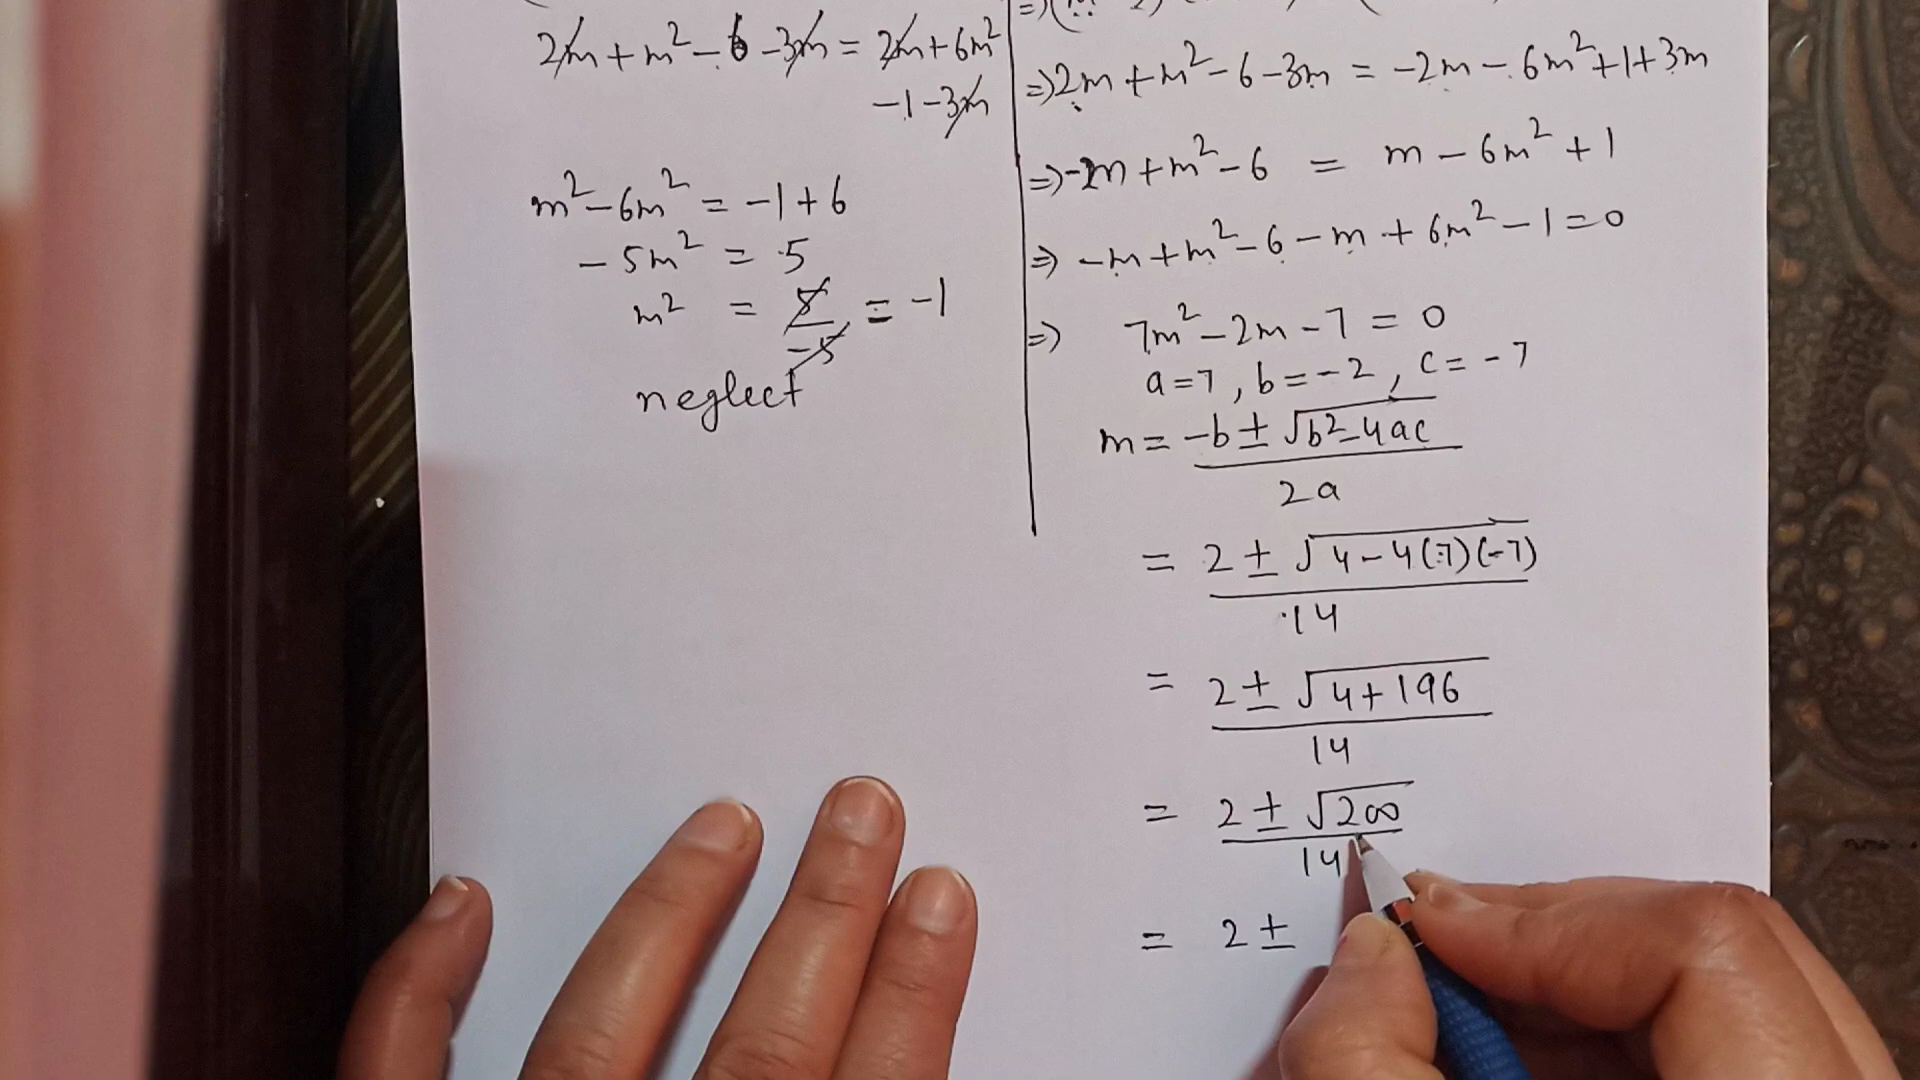 2m + m² - 6 - 3m = 2m + 6m²
- 1 - 3m
m² - 6m² = -1 + 6
- 5m² = 5
m² = 5/-5 = -1
neglect
⇒ 2m + m² - 6 - 3m = -2m - 6m² + 1 + 3m
⇒ -m + m² - 6 = m - 6m² + 1
⇒ -m + m² - 6 - m + 6m² - 1 = 0
⇒ 7m² - 2m - 7 = 0
a = 7, b = -2, c = -7
m = -b ± √b² - 4ac
2a
= 2 ± √4 - 4(7)(-7)
14
= 2 ± √4 + 196
14
= 2 ± √200
14
= 2 ±